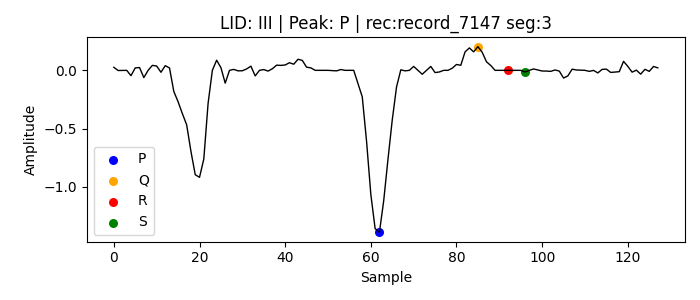 LID: III | Peak: P | rec:record_7147 seg:3
Amplitude
0.0
−0.5
−1.0
P
Q
R
S
0 20 40 60 80 100 120
Sample